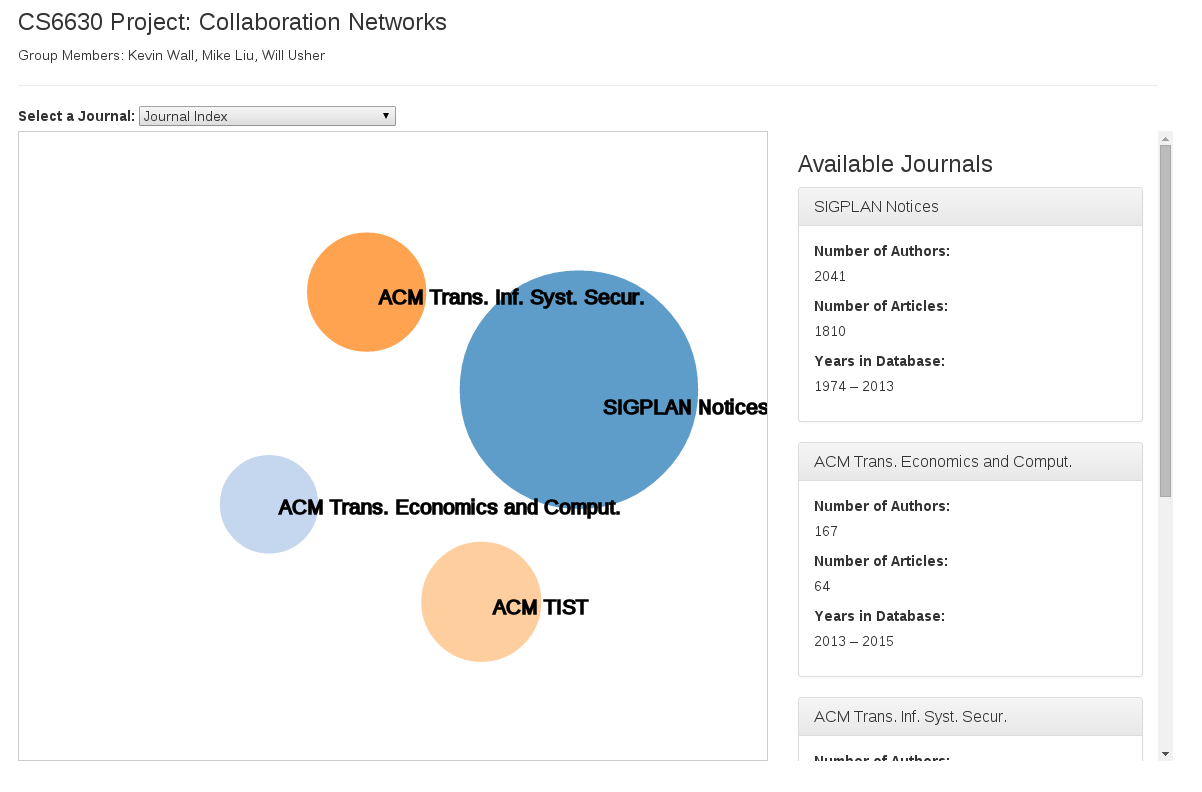 CS6630 Project: Collaboration Networks
Group Members: Kevin Wall, Mike Liu, Will Usher
Select a Journal: Journal Index
ACM Trans. Inf. Syst. Secur.
SIGPLAN Notices
ACM Trans. Economics and Comput.
ACM TIST
Available Journals
SIGPLAN Notices
Number of Authors:
2041
Number of Articles:
1810
Years in Database:
1974 – 2013
ACM Trans. Economics and Comput.
Number of Authors:
167
Number of Articles:
64
Years in Database:
2013 – 2015
ACM Trans. Inf. Syst. Secur.
Number of Authors: